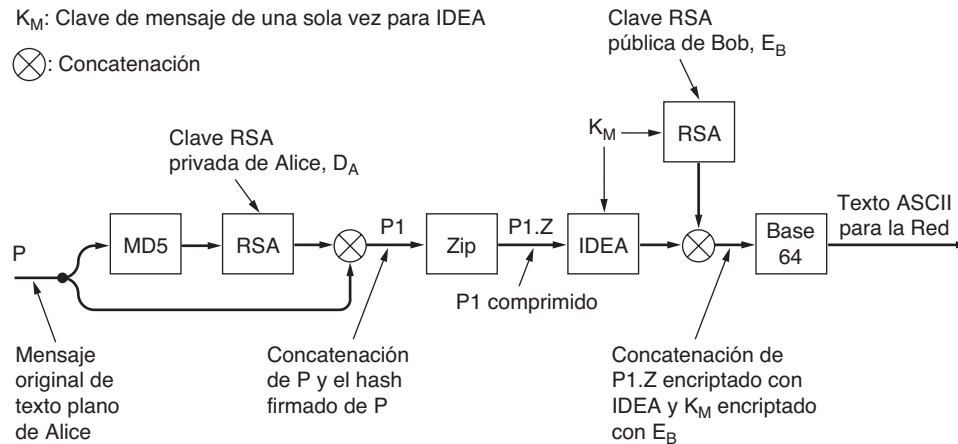 K_M: Clave de mensaje de una sola vez para IDEA
: Concatenación
Clave RSA
pública de Bob, E_B
Clave RSA
privada de Alice, D_A
K_M
RSA
P
MD5
RSA
P1
Zip
P1.Z
IDEA
Base
64
Texto ASCII
para la Red
P1 comprimido
Mensaje
original de
texto plano
de Alice
Concatenación
de P y el hash
firmado de P
Concatenación de
P1.Z encriptado con
IDEA y K_M encriptado
con E_B